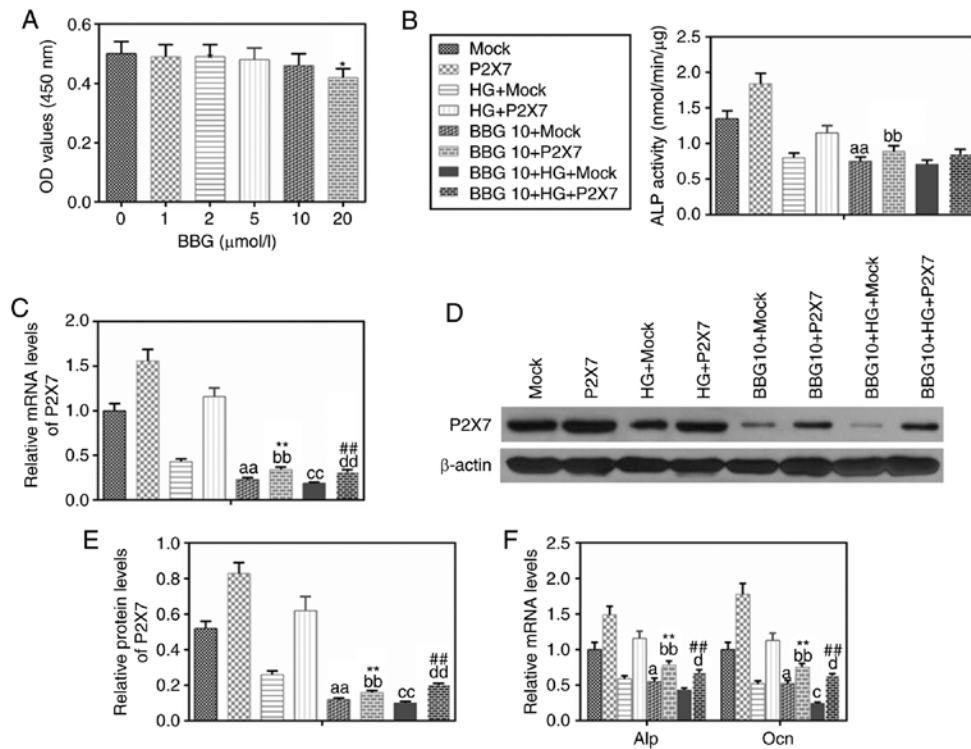 A
OD values (450 nm)
0.6
0.4
0.2
0.0
*
*
0 1 2 5 10 20
BBG (μmol/l)
B
Mock
P2X7
HG+Mock
HG+P2X7
BBG 10+Mock
BBG 10+P2X7
BBG 10+HG+Mock
BBG 10+HG+P2X7
ALP activity (nmol/min/μg)
2.5
2.0
1.5
1.0
0.5
0.0
aa
bb
C
Relative mRNA levels
of P2X7
2.0
1.5
1.0
0.5
0.0
aa
**
bb
cc
##
dd
D
Mock
P2X7
HG+Mock
HG+P2X7
BBG10+Mock
BBG10+P2X7
BBG10+HG+Mock
BBG10+HG+P2X7
P2X7
β-actin
E
Relative protein levels
of P2X7
1.0
0.8
0.6
0.4
0.2
0.0
aa
**
bb
cc
##
dd
F
Relative mRNA levels
2.5
2.0
1.5
1.0
0.5
0.0
a
**
bb
##
d
a
**
bb
c
##
d
Alp Ocn